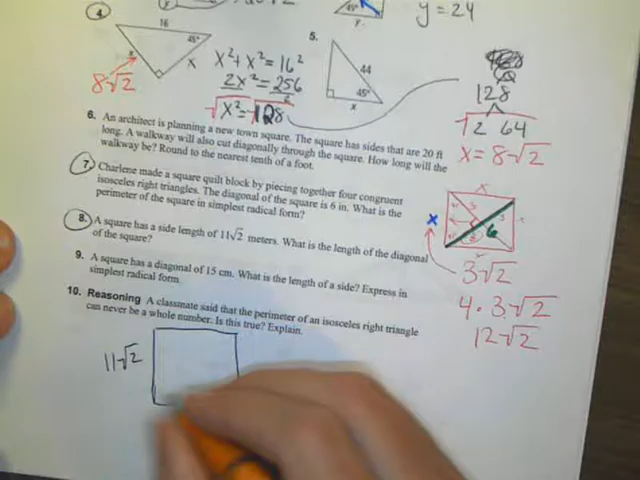 y = 24
4.
16
45°
x
x
8√2
x² + x² = 16²
2x² = 256
2
√x² = √128
5.
44
45°
x
128
√2 64
x = 8√2
6. An architect is planning a new town square. The square has sides that are 20 ft
long. A walkway will also cut diagonally through the square. How long will the
walkway be? Round to the nearest tenth of a foot.
7. Charlene made a square quilt block by piecing together four congruent
isosceles right triangles. The diagonal of the square is 6 in. What is the
perimeter of the square in simplest radical form?
x
x
6
3√2
4 · 3√2
12√2
8. A square has a side length of 11√2 meters. What is the length of the diagonal
of the square?
9. A square has a diagonal of 15 cm. What is the length of a side? Express in
simplest radical form.
10. Reasoning A classmate said that the perimeter of an isosceles right triangle
can never be a whole number. Is this true? Explain.
11√2